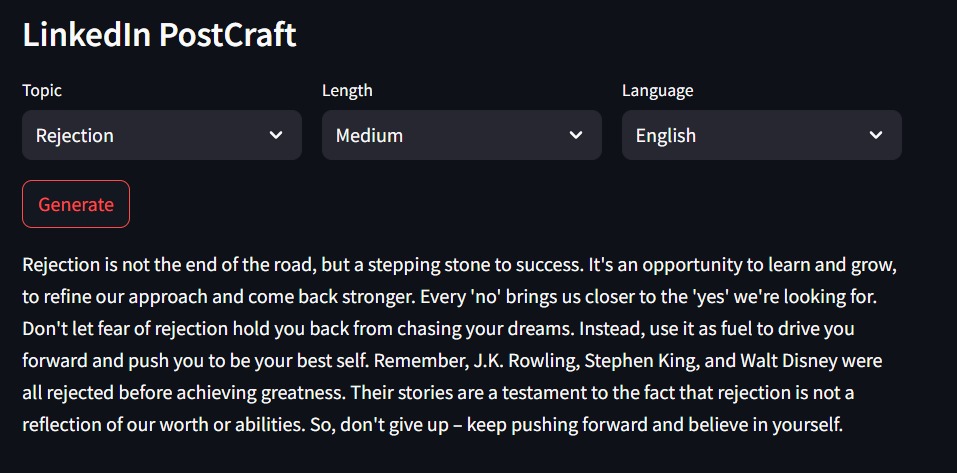 LinkedIn PostCraft
Topic Length Language
Rejection Medium English
Generate
Rejection is not the end of the road, but a stepping stone to success. It's an opportunity to learn and grow,
to refine our approach and come back stronger. Every 'no' brings us closer to the 'yes' we're looking for.
Don't let fear of rejection hold you back from chasing your dreams. Instead, use it as fuel to drive you
forward and push you to be your best self. Remember, J.K. Rowling, Stephen King, and Walt Disney were
all rejected before achieving greatness. Their stories are a testament to the fact that rejection is not a
reflection of our worth or abilities. So, don't give up – keep pushing forward and believe in yourself.